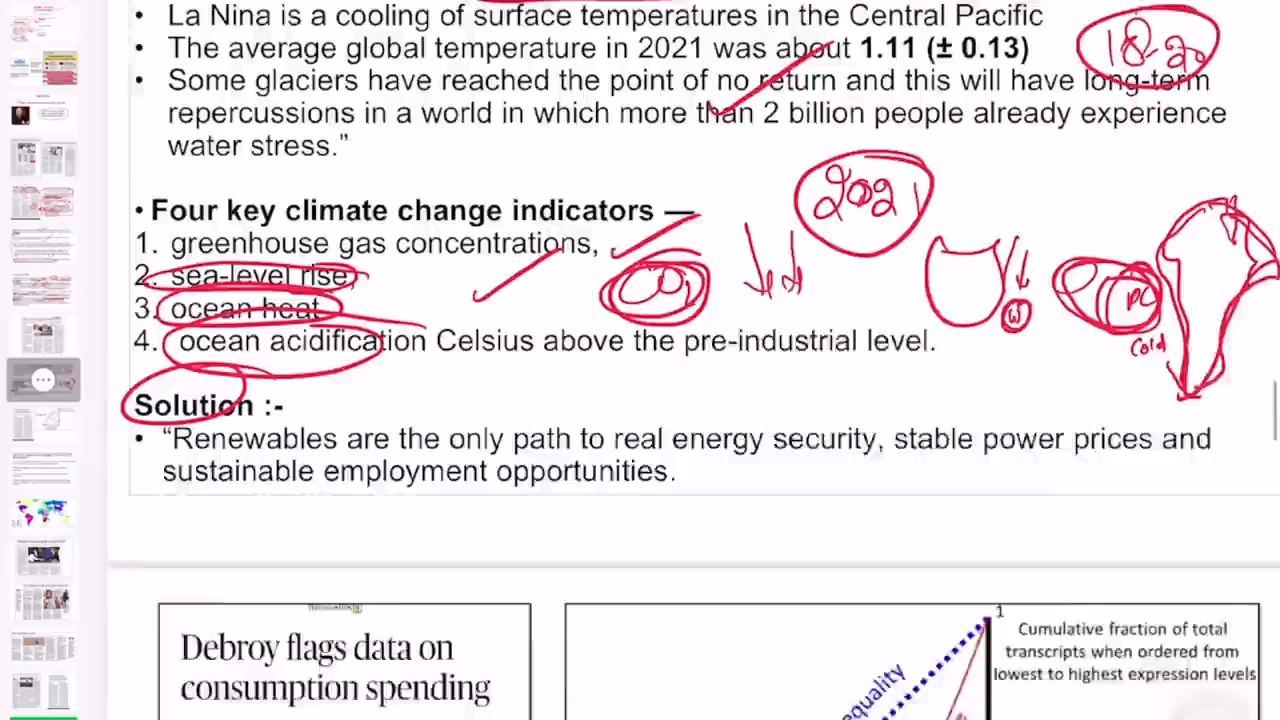 • La Nina is a cooling of surface temperatures in the Central Pacific
• The average global temperature in 2021 was about 1.11 (± 0.13)
• Some glaciers have reached the point of no return and this will have long-term
repercussions in a world in which more than 2 billion people already experience
water stress.”
• Four key climate change indicators —
1. greenhouse gas concentrations,
2. sea-level rise,
3. ocean heat
4. ocean acidification Celsius above the pre-industrial level.
2021
Cold
Solution :-
• “Renewables are the only path to real energy security, stable power prices and
sustainable employment opportunities.
Debroy flags data on
consumption spending
equality
1
Cumulative fraction of total
transcripts when ordered from
lowest to highest expression levels